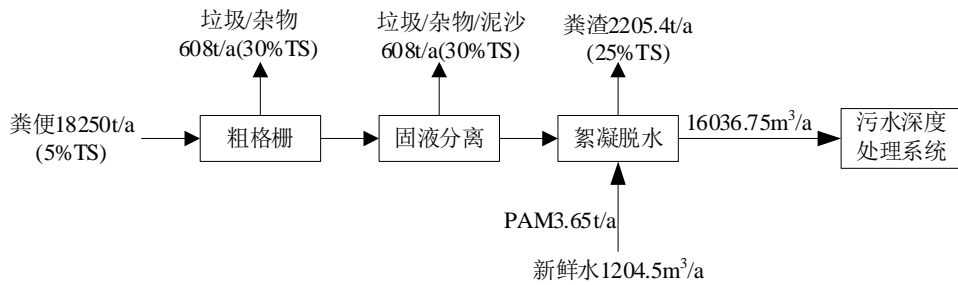 垃圾/杂物
608t/a(30%TS)
垃圾/杂物/泥沙
608t/a(30%TS)
粪渣2205.4t/a
(25%TS)
粪便18250t/a
(5%TS)
粗格栅
固液分离
絮凝脱水
16036.75m³/a
污水深度
处理系统
PAM3.65t/a
新鲜水1204.5m³/a